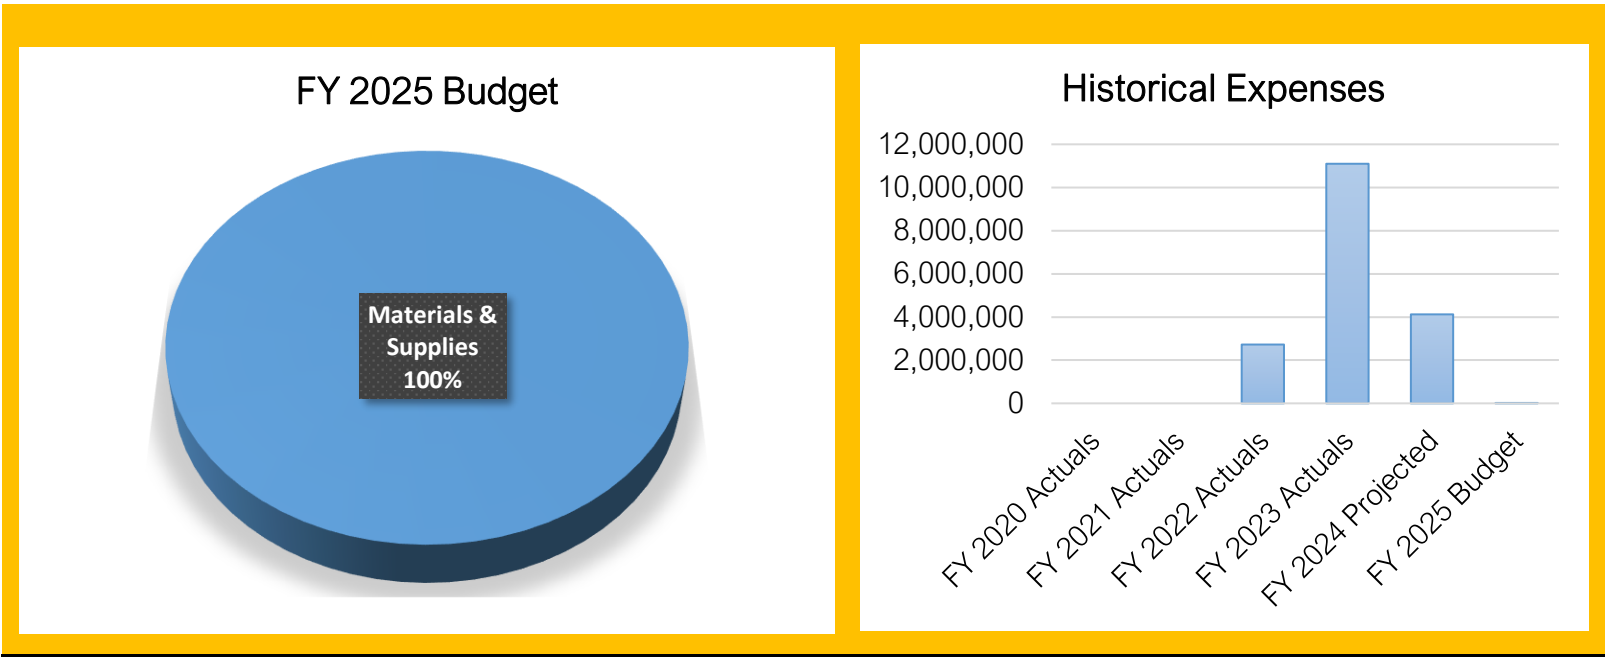 FY 2025 Budget
Materials &
Supplies
100%
Historical Expenses
12,000,000
10,000,000
8,000,000
6,000,000
4,000,000
2,000,000
0
FY 2020 Actuals
FY 2021 Actuals
FY 2022 Actuals
FY 2023 Actuals
FY 2024 Projected
FY 2025 Budget